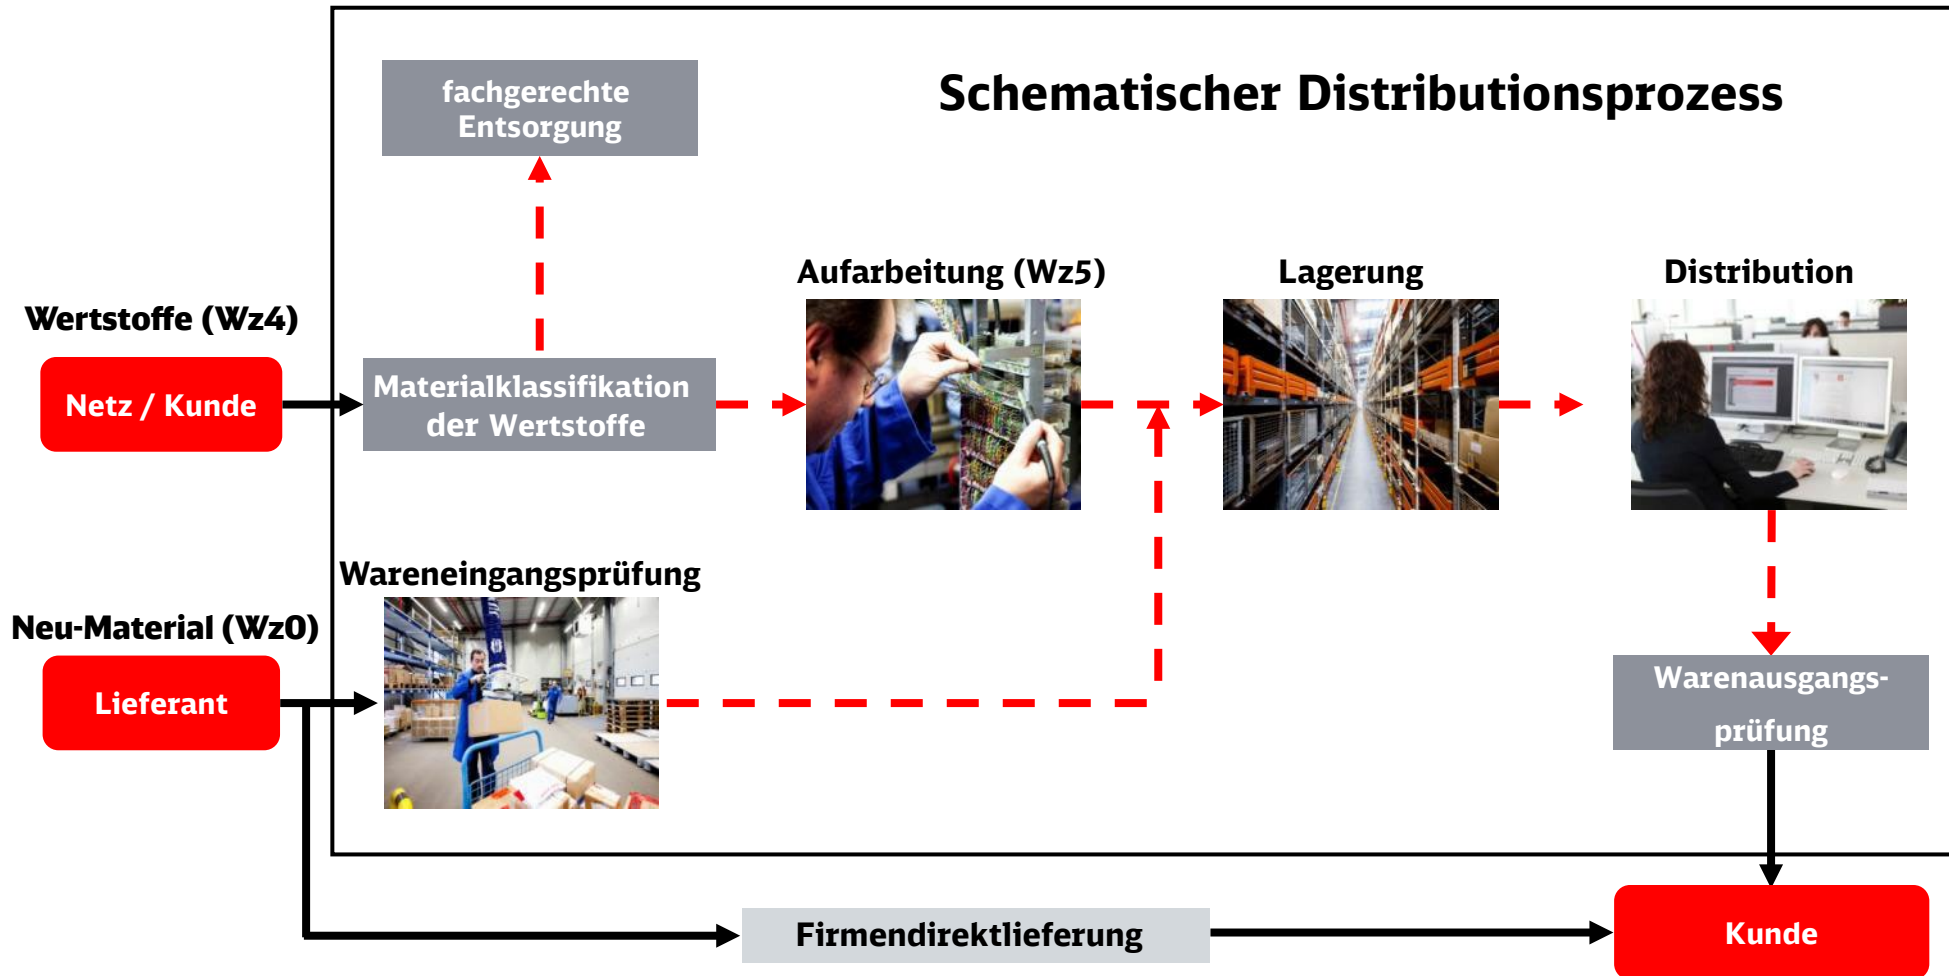 Schematischer Distributionsprozess
fachgerechte
Entsorgung
Wertstoffe (Wz4)
Netz / Kunde
Materialklassifikation
der Wertstoffe
Aufarbeitung (Wz5)
Lagerung
Distribution
Wareneingangsprüfung
Neu-Material (Wz0)
Lieferant
Warenausgangs-
prüfung
Firmendirektlieferung
Kunde